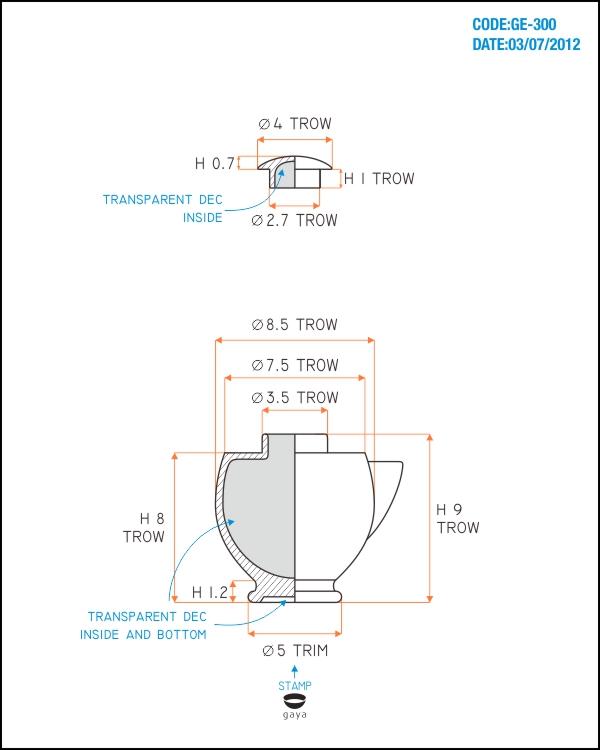 CODE:GE-300
DATE:03/07/2012
Ø 4 TROW
H 0.7
H 1 TROW
TRANSPARENT DEC
INSIDE
Ø 2.7 TROW
Ø 8.5 TROW
Ø 7.5 TROW
Ø 3.5 TROW
H 8
TROW
H 9
TROW
H 1.2
TRANSPARENT DEC
INSIDE AND BOTTOM
Ø 5 TRIM
STAMP
gaya